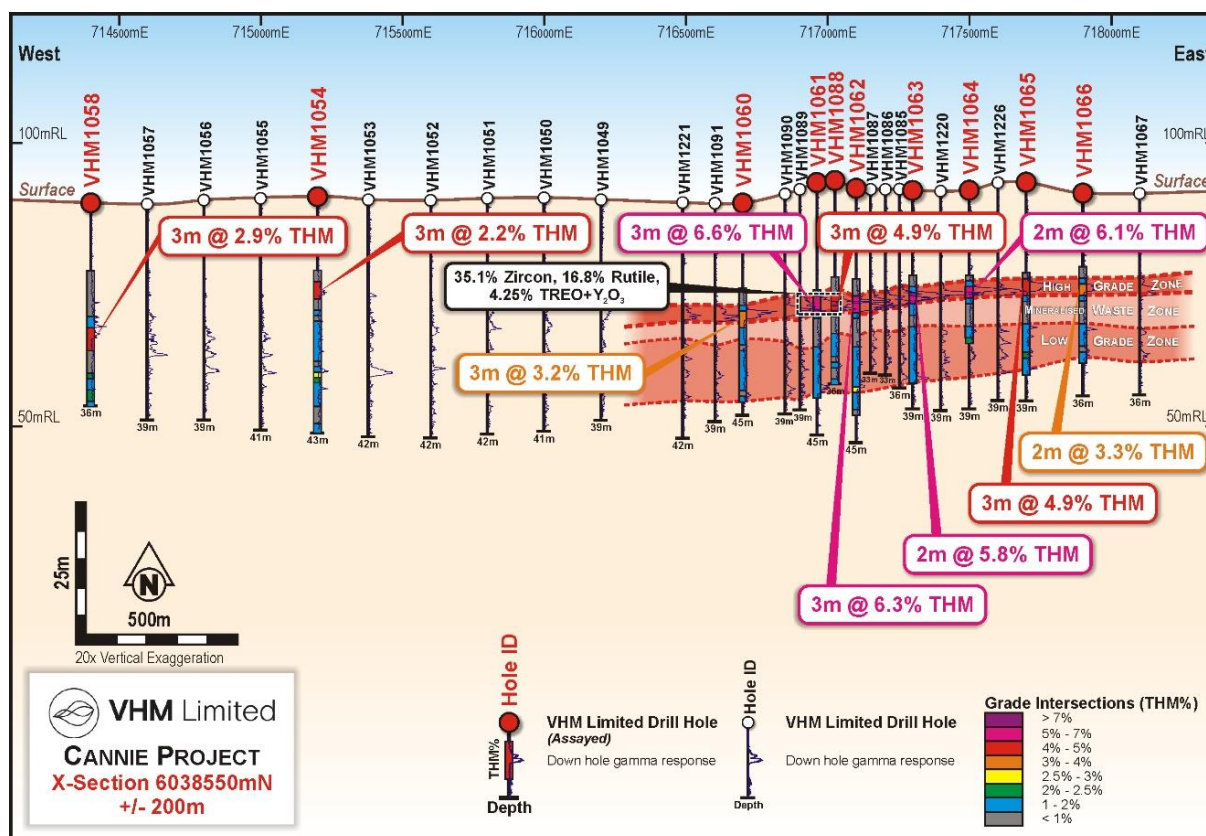 714500mE 715000mE 715500mE 716000mE 716500mE 717000mE 717500mE 718000mE
West East
100mRL 100mRL
VHM1058 VHM1057 VHM1056 VHM1055 VHM1054 VHM1053 VHM1052 VHM1051 VHM1050 VHM1049 VHM1221 VHM1091 VHM1060 VHM1090 VHM1089 VHM1061 VHM1088 VHM1062 VHM1087 VHM1086 VHM1085 VHM1063 VHM1220 VHM1064 VHM1226 VHM1065 VHM1066 VHM1067
Surface Surface
3m @ 2.9% THM 3m @ 2.2% THM 3m @ 6.6% THM 3m @ 4.9% THM 2m @ 6.1% THM
35.1% Zircon, 16.8% Rutile,
4.25% TREO+Y₂O₃
HIGH GRADE ZONE
MINERALISED WASTE ZONE
LOW GRADE ZONE
3m @ 3.2% THM
36m 39m 39m 41m 43m 42m 42m 42m 41m 39m 42m 39m 45m 39m 39m 45m 36m 45m 33m 33m 36m 39m 39m 39m 39m 39m 36m 36m
50mRL 50mRL
2m @ 3.3% THM
3m @ 4.9% THM
2m @ 5.8% THM
3m @ 6.3% THM
25m
N
500m
20x Vertical Exaggeration
VHM Limited
CANNIE PROJECT
X-Section 6038550mN
+/- 200m
Hole ID
VHM Limited Drill Hole
(Assayed)
Down hole gamma response
THM%
Depth
Hole ID
VHM Limited Drill Hole
Down hole gamma response
Depth
Grade Intersections (THM%)
> 7%
5% - 7%
4% - 5%
3% - 4%
2.5% - 3%
2% - 2.5%
1 - 2%
< 1%